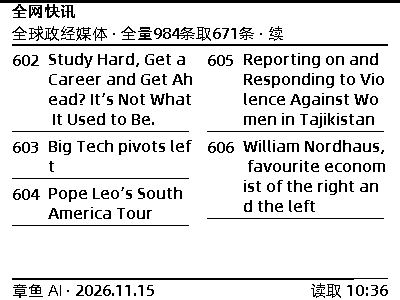 全网快讯
全球政经媒体 · 全量984条取671条 · 续
602 Study Hard, Get a
Career and Get Ah
ead? It's Not What
It Used to Be.
603 Big Tech pivots lef
t
604 Pope Leo's South
America Tour
605 Reporting on and
Responding to Vio
lence Against Wo
men in Tajikistan
606 William Nordhaus,
favourite econom
ist of the right an
d the left
章鱼 AI · 2026.11.15
读取 10:36